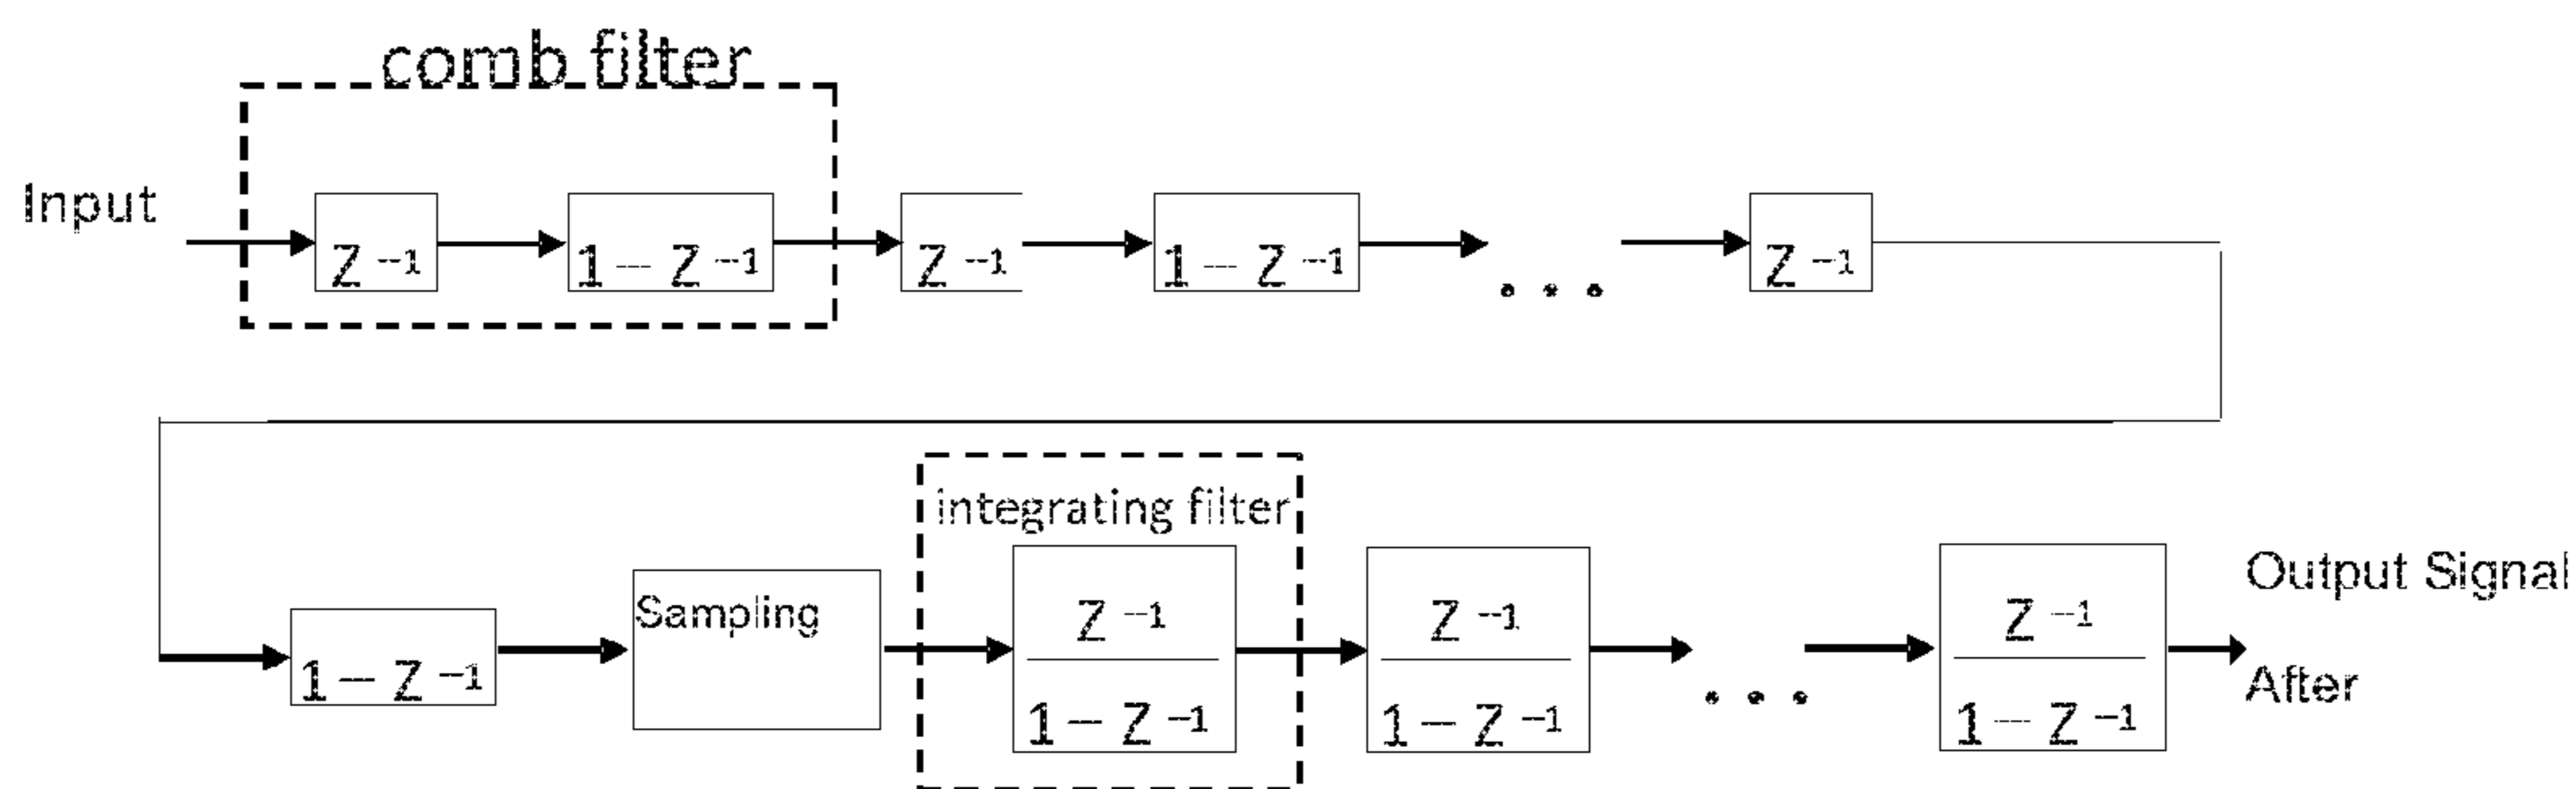 comb filter
Input
Z ⁻¹
1 — Z ⁻¹
Z ⁻¹
1 — Z ⁻¹
. . .
Z ⁻¹
integrating filter
1 — Z ⁻¹
Sampling
Z ⁻¹
1 — Z ⁻¹
Z ⁻¹
1 — Z ⁻¹
. . .
Z ⁻¹
1 — Z ⁻¹
Output Signal
After